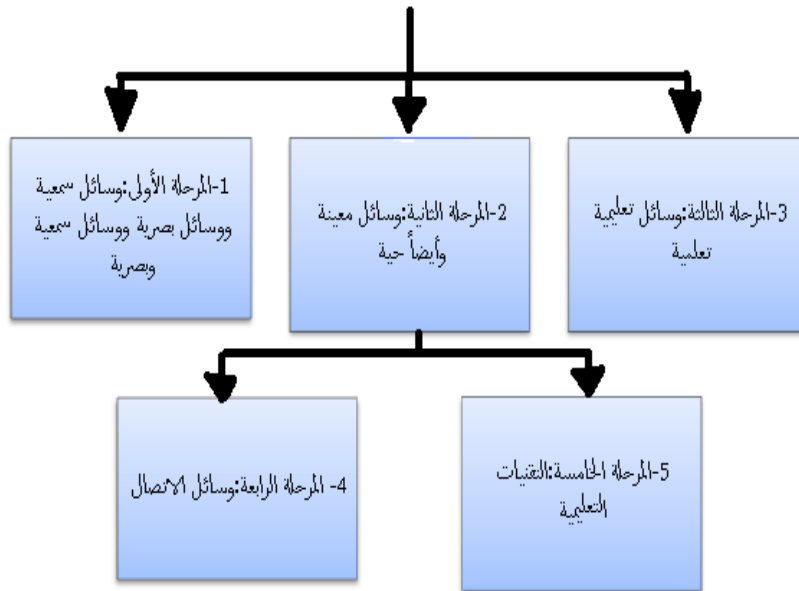 1-المرحلة الأولى:وسائل سمعية
ووسائل بصرية ووسائل سمعية
وبصرية
2-المرحلة الثانية:وسائل معينة
وأيضاً حية
3-المرحلة الثالثة:وسائل تعليمية
تعلمية
4- المرحلة الرابعة:وسائل الاتصال
5-المرحلة الخامسة:التقنيات
التعليمية